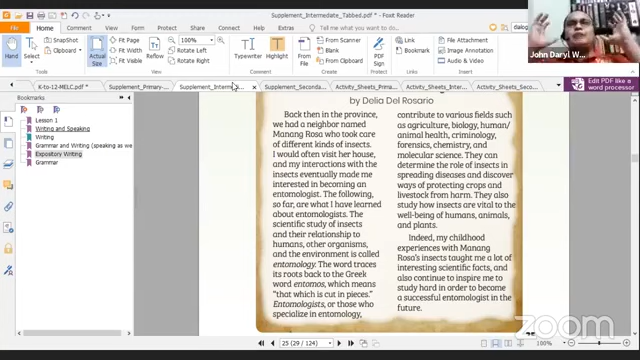 Supplement_Intermediate_Tabbed.pdf * - Foxit Reader
File
Home
Tell me what you want to do...
Hand
Select
SnapShot
Clipboard
Actual Size
Fit Page
Fit Width
Fit Visible
Reflow
100%
Rotate Left
Rotate Right
Typewriter
Highlight
From File
From Scanner
Blank
From Clipboard
PDF Sign
Link
Bookmark
File Attachment
Image Annotation
Audio & Video
View
Comment
Create
Protect
Links
Insert
John Daryl W...
K-to-12-MELC.pdf *
Supplement_Primary-...
Supplement_Interme...
Supplement_Seconda...
Activity_Sheets_Prima...
Activity_Sheets_Secon...
Edit PDF like a
word processor
Bookmarks
Lesson 1
Writing and Speaking
Writing
Grammar and Writing (speaking as we
Expository Writing
Grammar
by Delia Del Rosario
Back then in the province,
we had a neighbor named
Manang Rosa who took care
of different kinds of insects.
I would often visit her house,
and my interactions with the
insects eventually made me
interested in becoming an
entomologist. The following,
so far, are what I have learned
about entomologists. The
scientific study of insects
and their relationship to
humans, other organisms,
and the environment is called
entomology. The word traces
its roots back to the Greek
word entomos, which means
"that which is cut in pieces."
Entomologists, or those who
specialize in entomology,
contribute to various fields such
as agriculture, biology, human/
animal health, criminology,
forensics, chemistry, and
molecular science. They can
determine the role of insects in
spreading diseases and discover
ways of protecting crops and
livestock from harm. They also
study how insects are vital to the
well-being of humans, animals,
and plants.
Indeed, my childhood
experiences with Manang
Rosa's insects taught me a lot of
interesting scientific facts, and
also continue to inspire me to
study hard in order to become
a successful entomologist in the
future.
25 (29 / 124)
100%
zoom